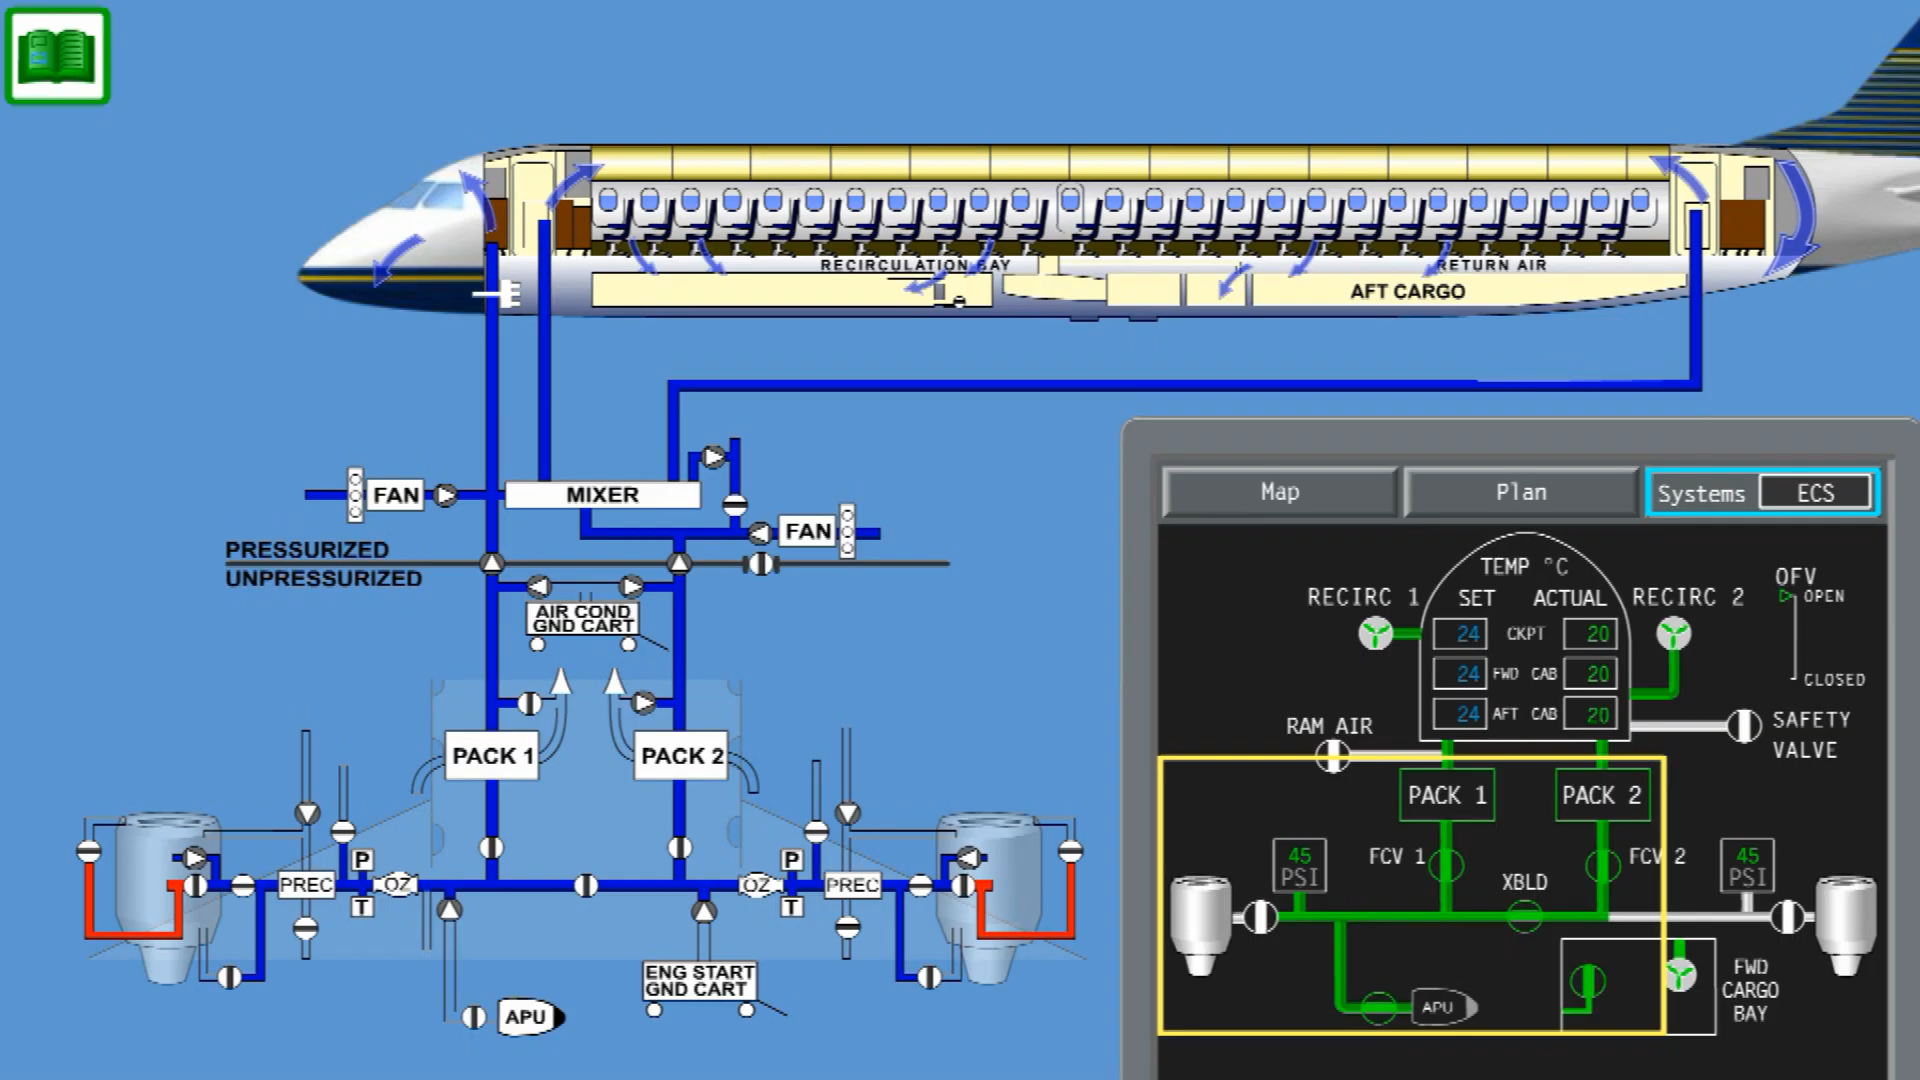 RECIRCULATION BAY
RETURN AIR
AFT CARGO
FAN
MIXER
FAN
PRESSURIZED
UNPRESSURIZED
AIR COND
GND CART
PACK 1
PACK 2
P
PREC
OZ
T
P
OZ
PREC
T
ENG START
GND CART
APU
Map
Plan
Systems
ECS
TEMP °C
SET
ACTUAL
RECIRC 1
RECIRC 2
24 CKPT 20
24 FWD CAB 20
24 AFT CAB 20
OFV
OPEN
CLOSED
RAM AIR
SAFETY
VALVE
PACK 1
PACK 2
45
PSI
FCV 1
FCV 2
45
PSI
XBLD
APU
FWD
CARGO
BAY